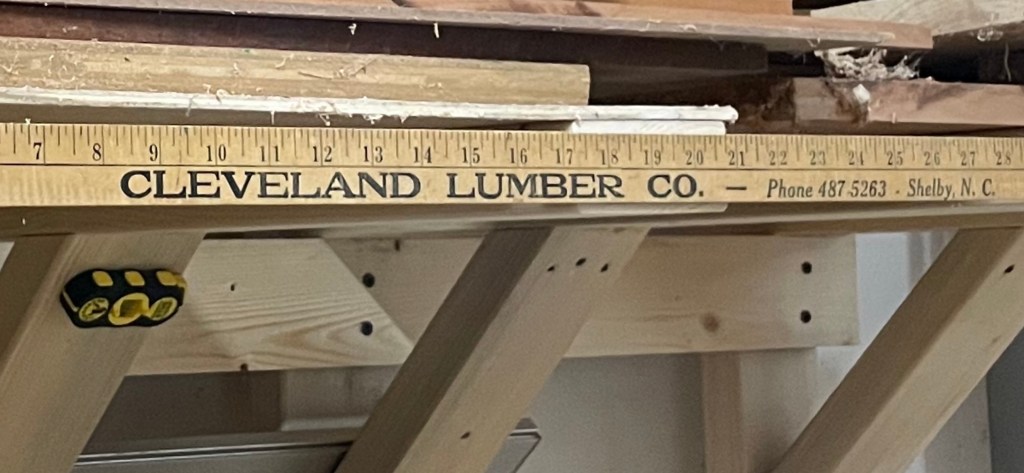 7 8 9 10 11 12 13 14 15 16 17 18 19 20 21 22 23 24 25 26 27 28
CLEVELAND LUMBER CO. — Phone 487-5263 - Shelby, N. C.